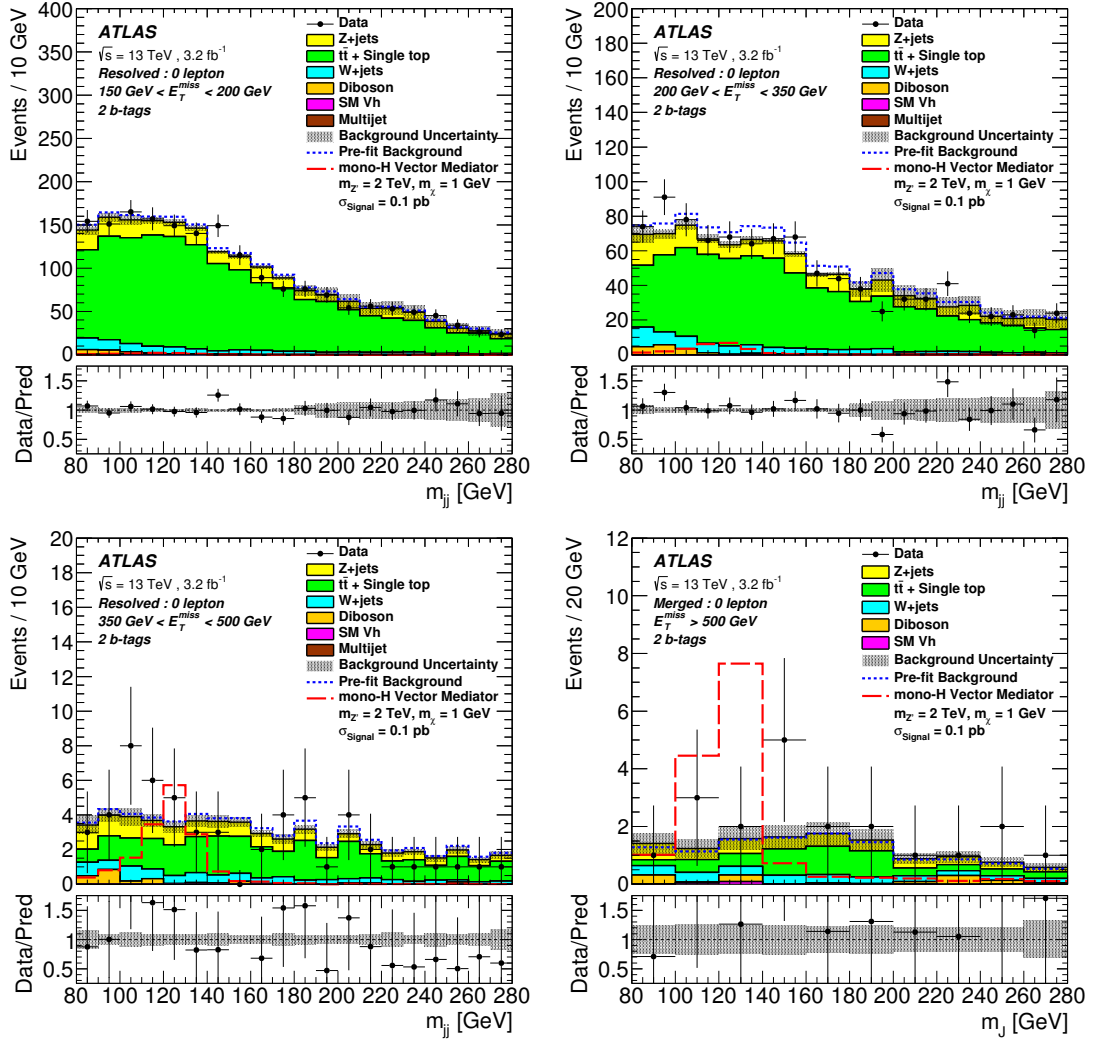 Events / 10 GeV
400
350
300
250
200
150
100
50
0
ATLAS
√s = 13 TeV , 3.2 fb⁻¹
Resolved : 0 lepton
150 GeV < E_T^miss < 200 GeV
2 b-tags
Data
Z+jets
tt̄ + Single top
W+jets
Diboson
SM Vh
Multijet
Background Uncertainty
Pre-fit Background
mono-H Vector Mediator
m_Z' = 2 TeV, m_χ = 1 GeV
σ_Signal = 0.1 pb
Data/Pred
1.5
1
0.5
80 100 120 140 160 180 200 220 240 260 280
m_jj [GeV]
Events / 10 GeV
200
180
160
140
120
100
80
60
40
20
0
ATLAS
√s = 13 TeV , 3.2 fb⁻¹
Resolved : 0 lepton
200 GeV < E_T^miss < 350 GeV
2 b-tags
Data
Z+jets
tt̄ + Single top
W+jets
Diboson
SM Vh
Multijet
Background Uncertainty
Pre-fit Background
mono-H Vector Mediator
m_Z' = 2 TeV, m_χ = 1 GeV
σ_Signal = 0.1 pb
Data/Pred
1.5
1
0.5
80 100 120 140 160 180 200 220 240 260 280
m_jj [GeV]
Events / 10 GeV
20
18
16
14
12
10
8
6
4
2
0
ATLAS
√s = 13 TeV , 3.2 fb⁻¹
Resolved : 0 lepton
350 GeV < E_T^miss < 500 GeV
2 b-tags
Data
Z+jets
tt̄ + Single top
W+jets
Diboson
SM Vh
Multijet
Background Uncertainty
Pre-fit Background
mono-H Vector Mediator
m_Z' = 2 TeV, m_χ = 1 GeV
σ_Signal = 0.1 pb
Data/Pred
1.5
1
0.5
80 100 120 140 160 180 200 220 240 260 280
m_jj [GeV]
Events / 20 GeV
12
10
8
6
4
2
0
ATLAS
√s = 13 TeV , 3.2 fb⁻¹
Merged : 0 lepton
E_T^miss > 500 GeV
2 b-tags
Data
Z+jets
tt̄ + Single top
W+jets
Diboson
SM Vh
Background Uncertainty
Pre-fit Background
mono-H Vector Mediator
m_Z' = 2 TeV, m_χ = 1 GeV
σ_Signal = 0.1 pb
Data/Pred
1.5
1
0.5
80 100 120 140 160 180 200 220 240 260 280
m_J [GeV]